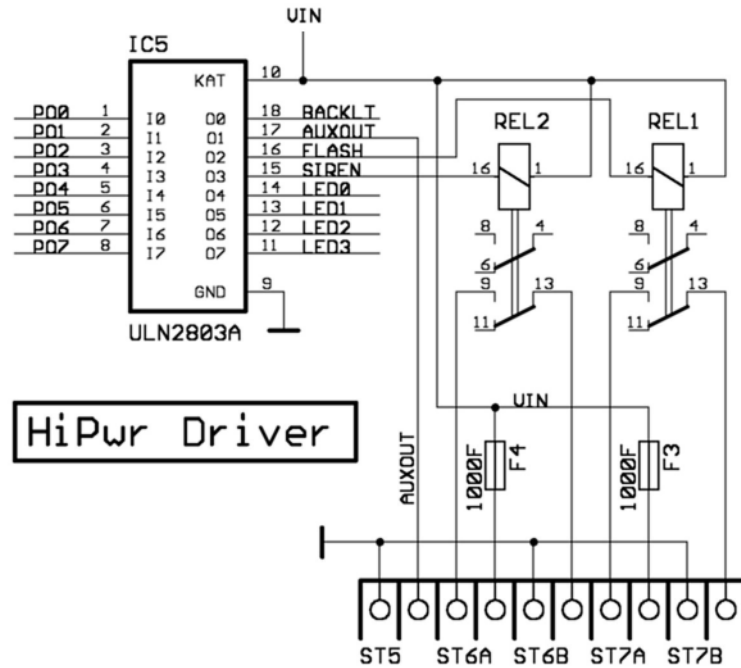 VIN
IC5
KAT 10
PO0 1 I0 O0 18 BACKLT
PO1 2 I1 O1 17 AUXOUT
PO2 3 I2 O2 16 FLASH
PO3 4 I3 O3 15 SIREN
PO4 5 I4 O4 14 LED0
PO5 6 I5 O5 13 LED1
PO6 7 I6 O6 12 LED2
PO7 8 I7 O7 11 LED3
GND 9
ULN2803A
REL2 REL1
16 1 16 1
8 4 8 4
6 6
9 13 9 13
11 11
HiPwr Driver
VIN
AUXOUT
1000F F4
1000F F3
ST5 ST6A ST6B ST7A ST7B